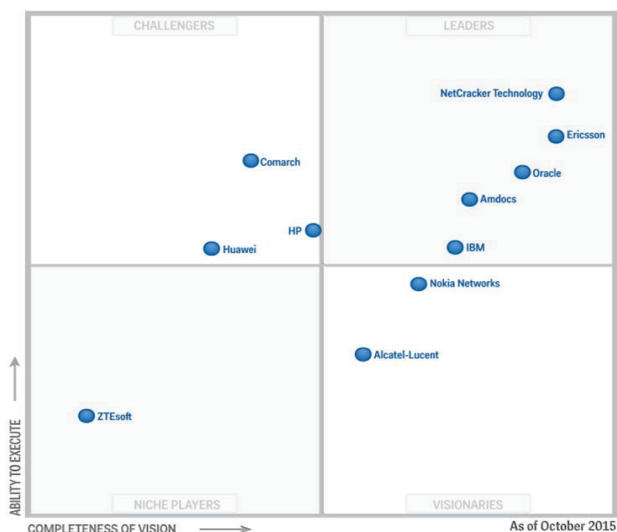 CHALLENGERS
LEADERS
NetCracker Technology
Ericsson
Comarch
Oracle
Amdocs
HP
Huawei
IBM
Nokia Networks
Alcatel-Lucent
ZTEsoft
ABILITY TO EXECUTE
NICHE PLAYERS
VISIONARIES
COMPLETENESS OF VISION
As of October 2015